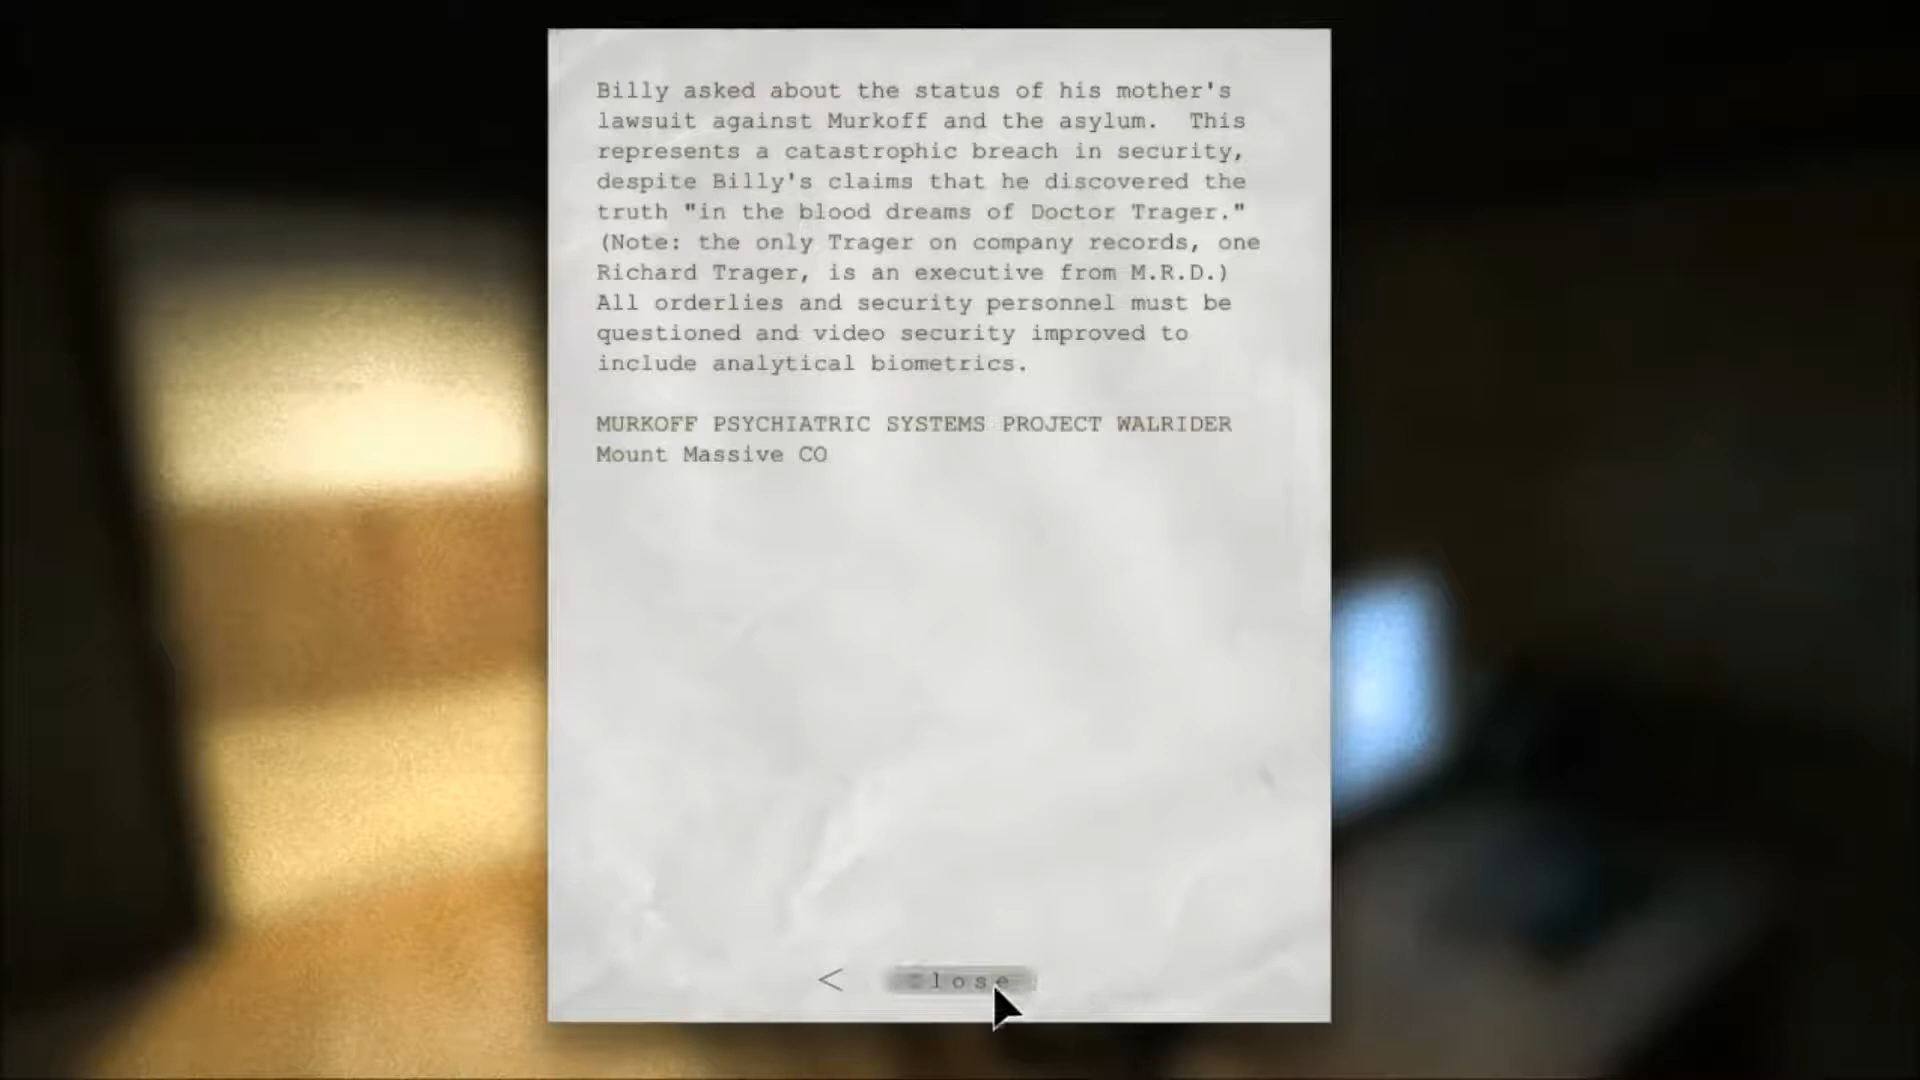 Billy asked about the status of his mother's
lawsuit against Murkoff and the asylum.  This
represents a catastrophic breach in security,
despite Billy's claims that he discovered the
truth "in the blood dreams of Doctor Trager."
(Note: the only Trager on company records, one
Richard Trager, is an executive from M.R.D.)
All orderlies and security personnel must be
questioned and video security improved to
include analytical biometrics.
MURKOFF PSYCHIATRIC SYSTEMS PROJECT WALRIDER
Mount Massive CO
< Close